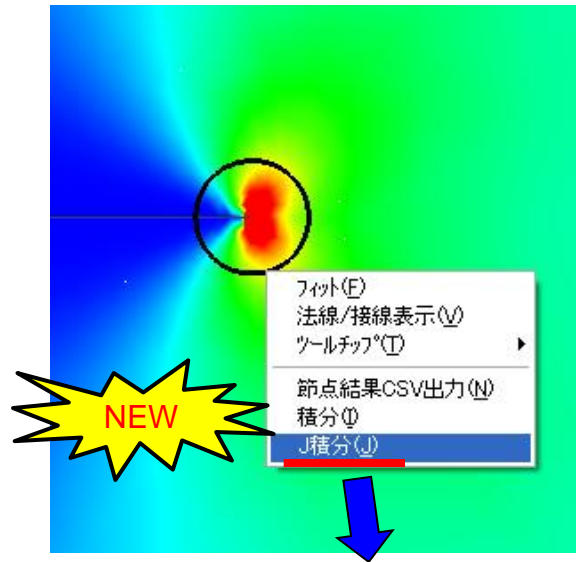 フィット(F)
法線/接線表示(V)
ツールチップ(T)
節点結果CSV出力(N)
積分(I)
J積分(J)
NEW